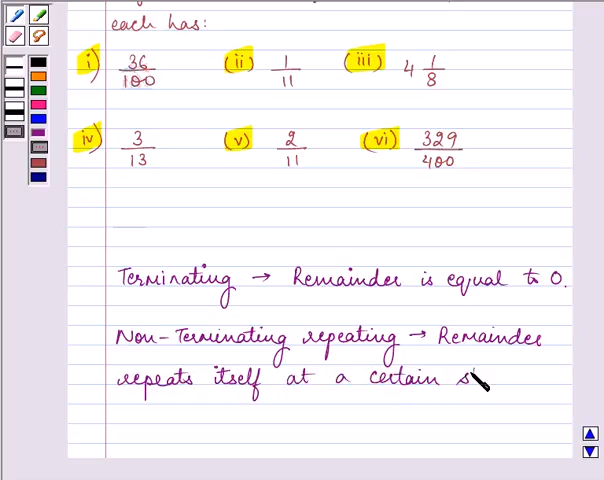 each has:
i) 36/100 (ii) 1/11 (iii) 4 1/8
iv) 3/13 (v) 2/11 (vi) 329/400
Terminating → Remainder is equal to 0.
Non-Terminating repeating → Remainder
repeats itself at a certain s